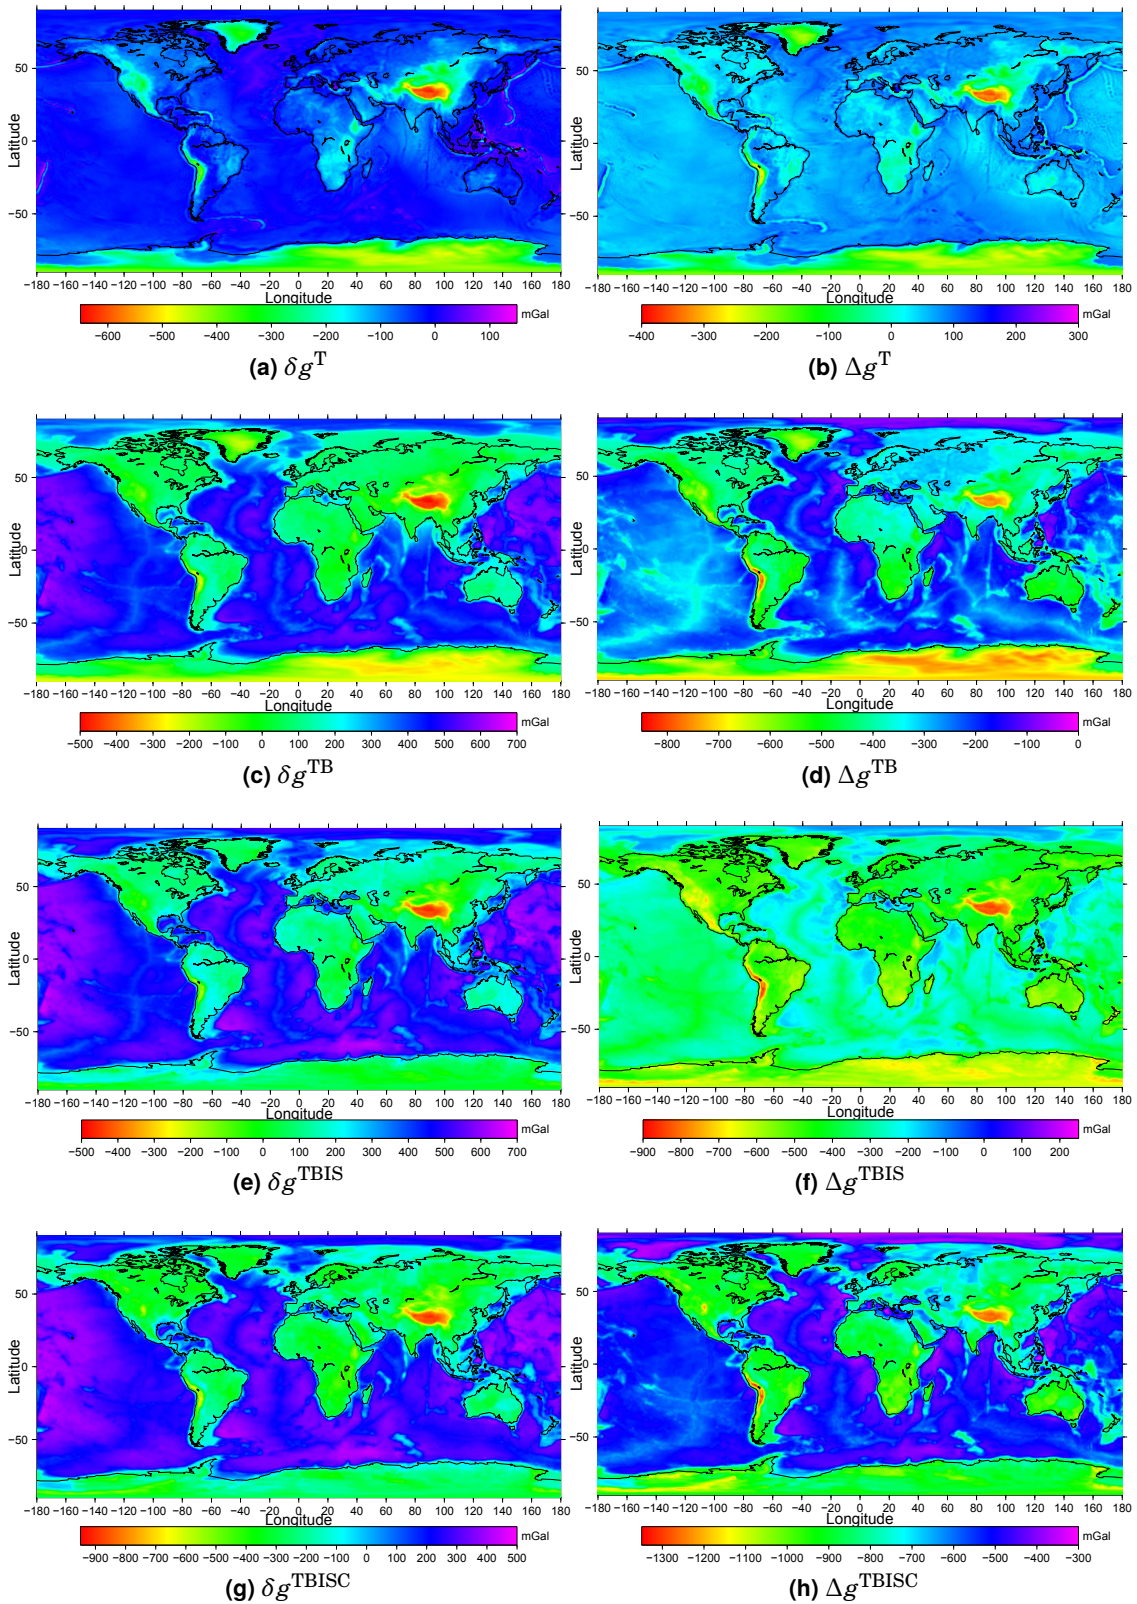 50
Latitude
0
−50
−180 −160 −140 −120 −100 −80 −60 −40 −20 0 20 40 60 80 100 120 140 160 180
Longitude
mGal
−600 −500 −400 −300 −200 −100 0 100
(a) δg^T
50
Latitude
0
−50
−180 −160 −140 −120 −100 −80 −60 −40 −20 0 20 40 60 80 100 120 140 160 180
Longitude
mGal
−400 −300 −200 −100 0 100 200 300
(b) Δg^T
50
Latitude
0
−50
−180 −160 −140 −120 −100 −80 −60 −40 −20 0 20 40 60 80 100 120 140 160 180
Longitude
mGal
−500 −400 −300 −200 −100 0 100 200 300 400 500 600 700
(c) δg^TB
50
Latitude
0
−50
−180 −160 −140 −120 −100 −80 −60 −40 −20 0 20 40 60 80 100 120 140 160 180
Longitude
mGal
−800 −700 −600 −500 −400 −300 −200 −100 0
(d) Δg^TB
50
Latitude
0
−50
−180 −160 −140 −120 −100 −80 −60 −40 −20 0 20 40 60 80 100 120 140 160 180
Longitude
mGal
−500 −400 −300 −200 −100 0 100 200 300 400 500 600 700
(e) δg^TBIS
50
Latitude
0
−50
−180 −160 −140 −120 −100 −80 −60 −40 −20 0 20 40 60 80 100 120 140 160 180
Longitude
mGal
−900 −800 −700 −600 −500 −400 −300 −200 −100 0 100 200
(f) Δg^TBIS
50
Latitude
0
−50
−180 −160 −140 −120 −100 −80 −60 −40 −20 0 20 40 60 80 100 120 140 160 180
Longitude
mGal
−900 −800 −700 −600 −500 −400 −300 −200 −100 0 100 200 300 400 500
(g) δg^TBISC
50
Latitude
0
−50
−180 −160 −140 −120 −100 −80 −60 −40 −20 0 20 40 60 80 100 120 140 160 180
Longitude
mGal
−1300 −1200 −1100 −1000 −900 −800 −700 −600 −500 −400 −300
(h) Δg^TBISC